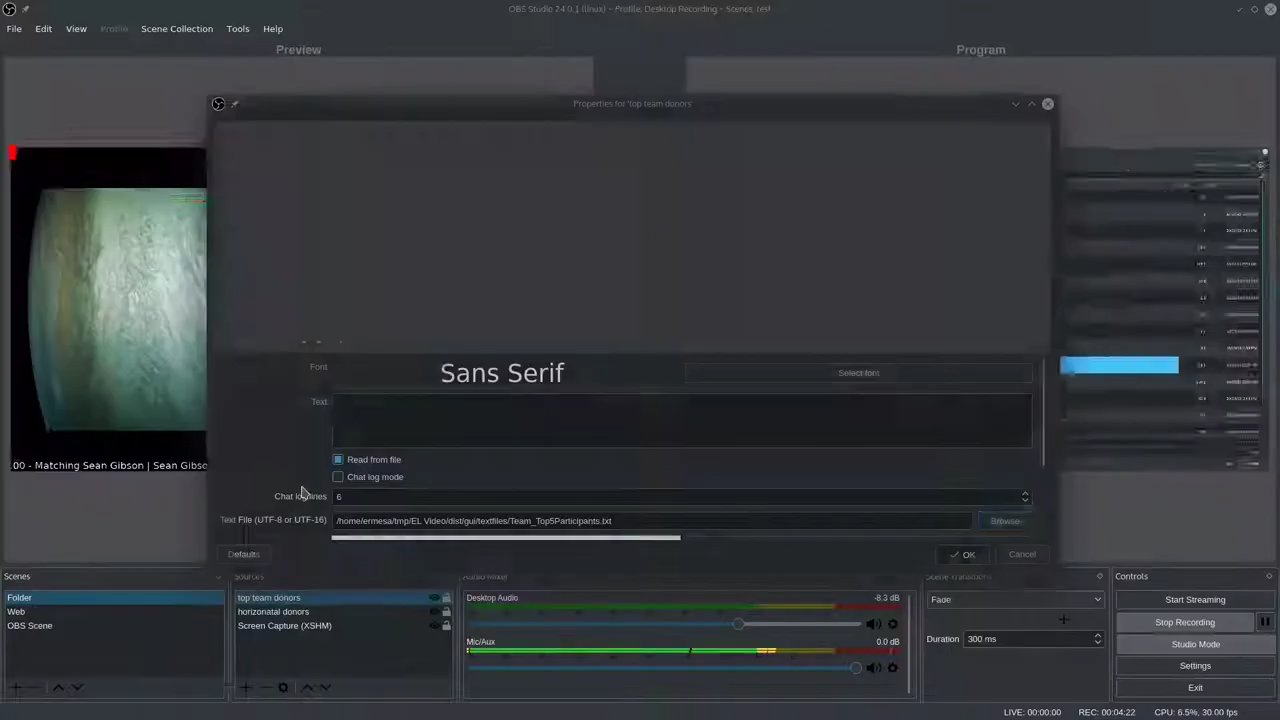 OBS Studio 24.0.1 (linux) - Profile: Desktop Recording - Scenes: test
File Edit View Profile Scene Collection Tools Help
Preview Program
Properties for 'top team donors'
Font Sans Serif Select font
Text
Read from file
Chat log mode
Chat log lines 6
Text File (UTF-8 or UTF-16) /home/ermesa/tmp/EL Video/dist/gui/textfiles/Team_Top5Participants.txt Browse
Defaults OK Cancel
00 - Matching Sean Gibson | Sean Gibso
Scenes Sources Audio Mixer Scene Transitions Controls
Folder top team donors Desktop Audio -8.3 dB Fade Start Streaming
Web horizonatal donors Stop Recording
OBS Scene Screen Capture (XSHM) Mic/Aux 0.0 dB Duration 300 ms Studio Mode
Settings
Exit
LIVE: 00:00:00 REC: 00:04:22 CPU: 6.5%, 30.00 fps